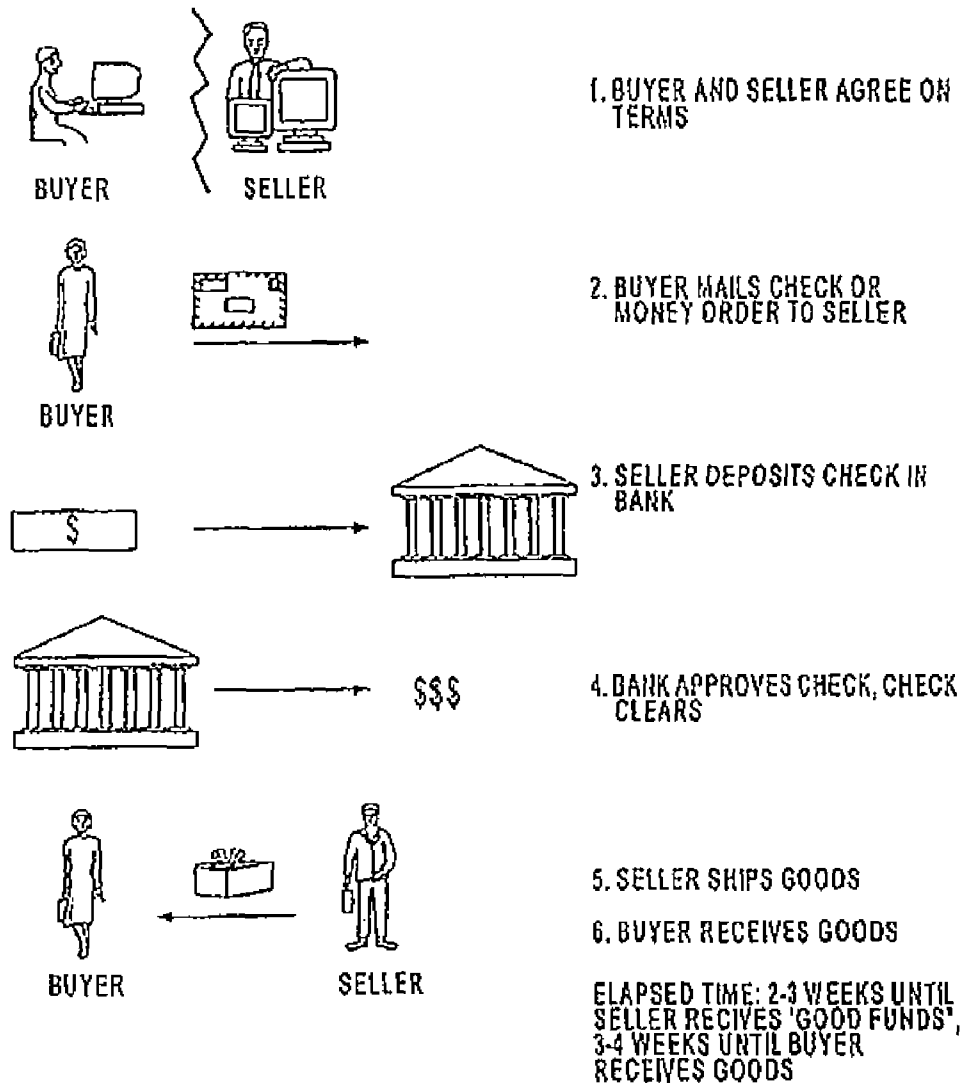 1. BUYER AND SELLER AGREE ON
TERMS
BUYER
SELLER
2. BUYER MAILS CHECK OR
MONEY ORDER TO SELLER
BUYER
3. SELLER DEPOSITS CHECK IN
BANK
$
4. BANK APPROVES CHECK, CHECK
CLEARS
$$$
5. SELLER SHIPS GOODS
6. BUYER RECEIVES GOODS
BUYER
SELLER
ELAPSED TIME: 2-3 WEEKS UNTIL
SELLER RECIVES 'GOOD FUNDS',
3-4 WEEKS UNTIL BUYER
RECEIVES GOODS